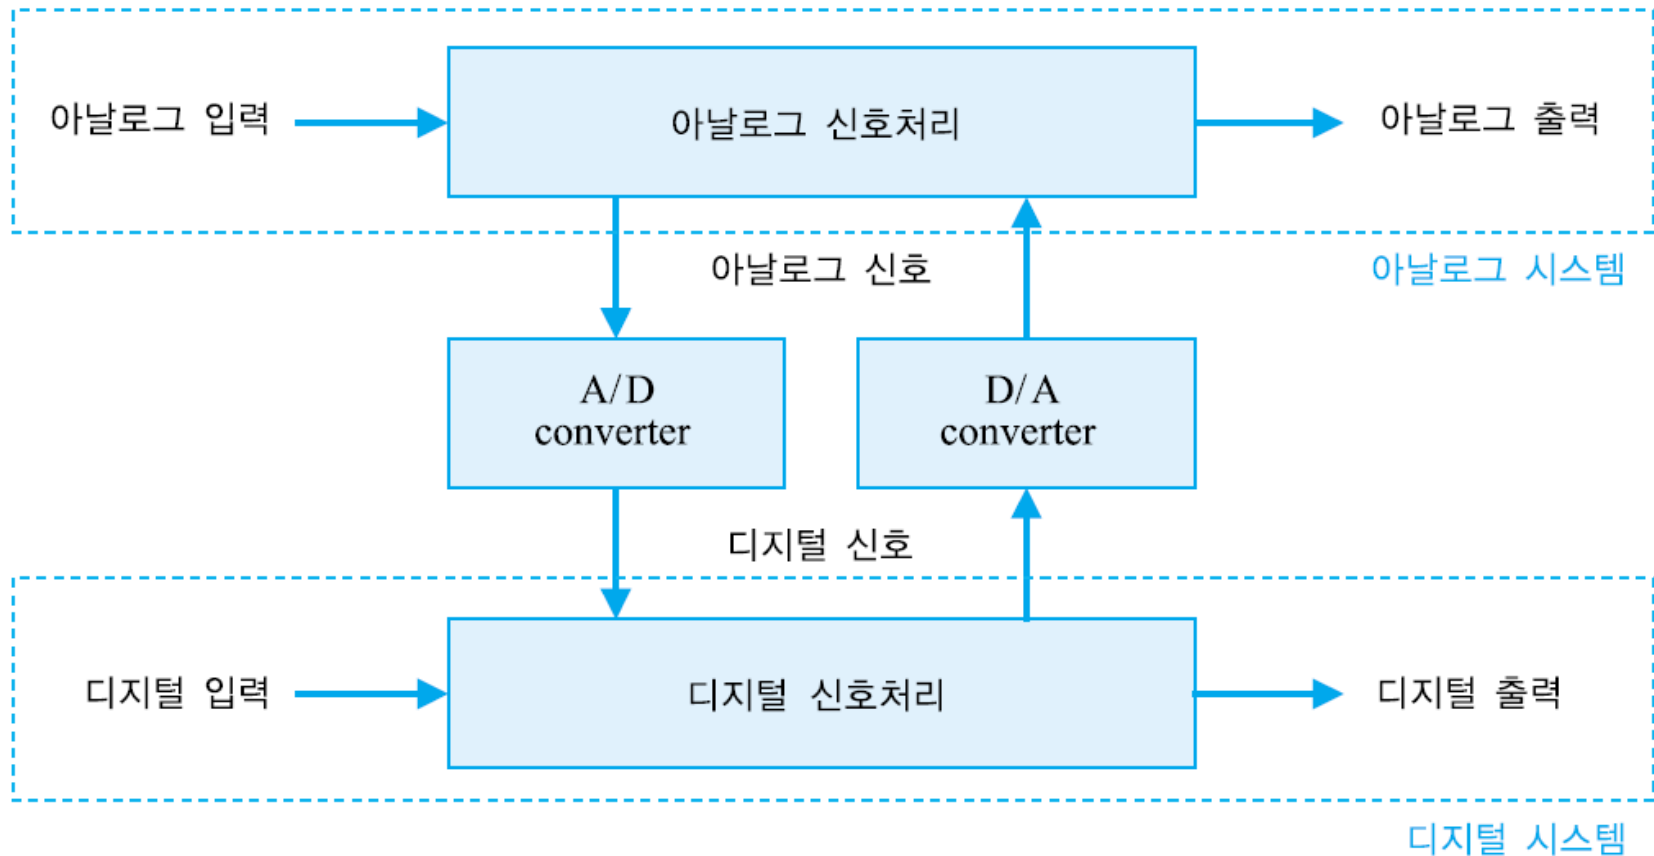 아날로그 입력
아날로그 신호처리
아날로그 출력
아날로그 신호
아날로그 시스템
A/D
converter
D/A
converter
디지털 신호
디지털 입력
디지털 신호처리
디지털 출력
디지털 시스템